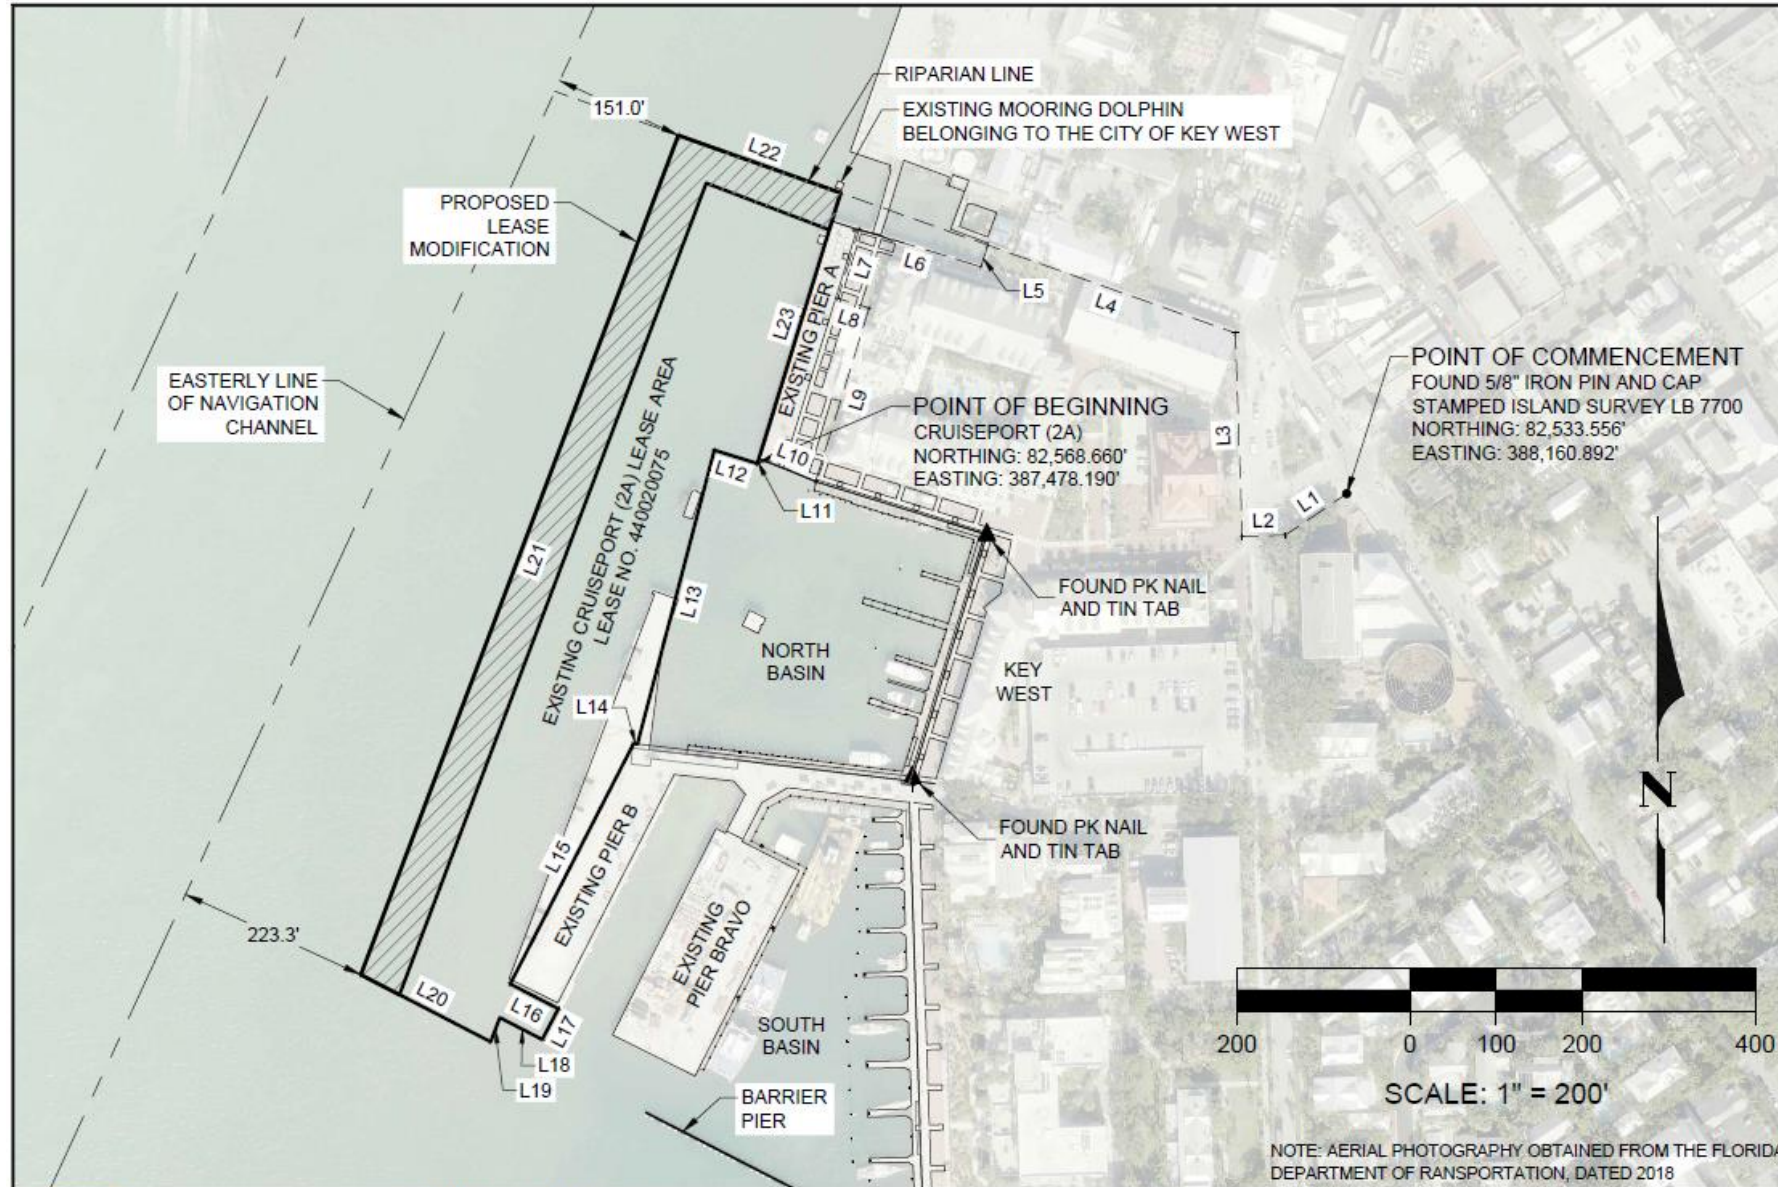 RIPARIAN LINE
151.0'
EXISTING MOORING DOLPHIN
BELONGING TO THE CITY OF KEY WEST
L22
PROPOSED
LEASE
MODIFICATION
L7
L6
L5
L4
L8
L23
EXISTING PIER A
EASTERLY LINE
OF NAVIGATION
CHANNEL
L9
POINT OF COMMENCEMENT
FOUND 5/8" IRON PIN AND CAP
STAMPED ISLAND SURVEY LB 7700
NORTHING: 82,533.556'
EASTING: 388,160.892'
POINT OF BEGINNING
CRUISEPORT (2A)
NORTHING: 82,568.660'
EASTING: 387,478.190'
L3
L10
L12
L11
L1
L2
EXISTING CRUISEPORT (2A) LEASE AREA
LEASE NO. 440020075
L21
L13
FOUND PK NAIL
AND TIN TAB
NORTH
BASIN
KEY
WEST
L14
N
FOUND PK NAIL
AND TIN TAB
L15
EXISTING PIER B
EXISTING
PIER BRAVO
223.3'
L20
L16
L17
SOUTH
BASIN
L18
L19
BARRIER
PIER
200
0
100
200
400
SCALE: 1" = 200'
NOTE: AERIAL PHOTOGRAPHY OBTAINED FROM THE FLORIDA
DEPARTMENT OF RANSPORTATION, DATED 2018